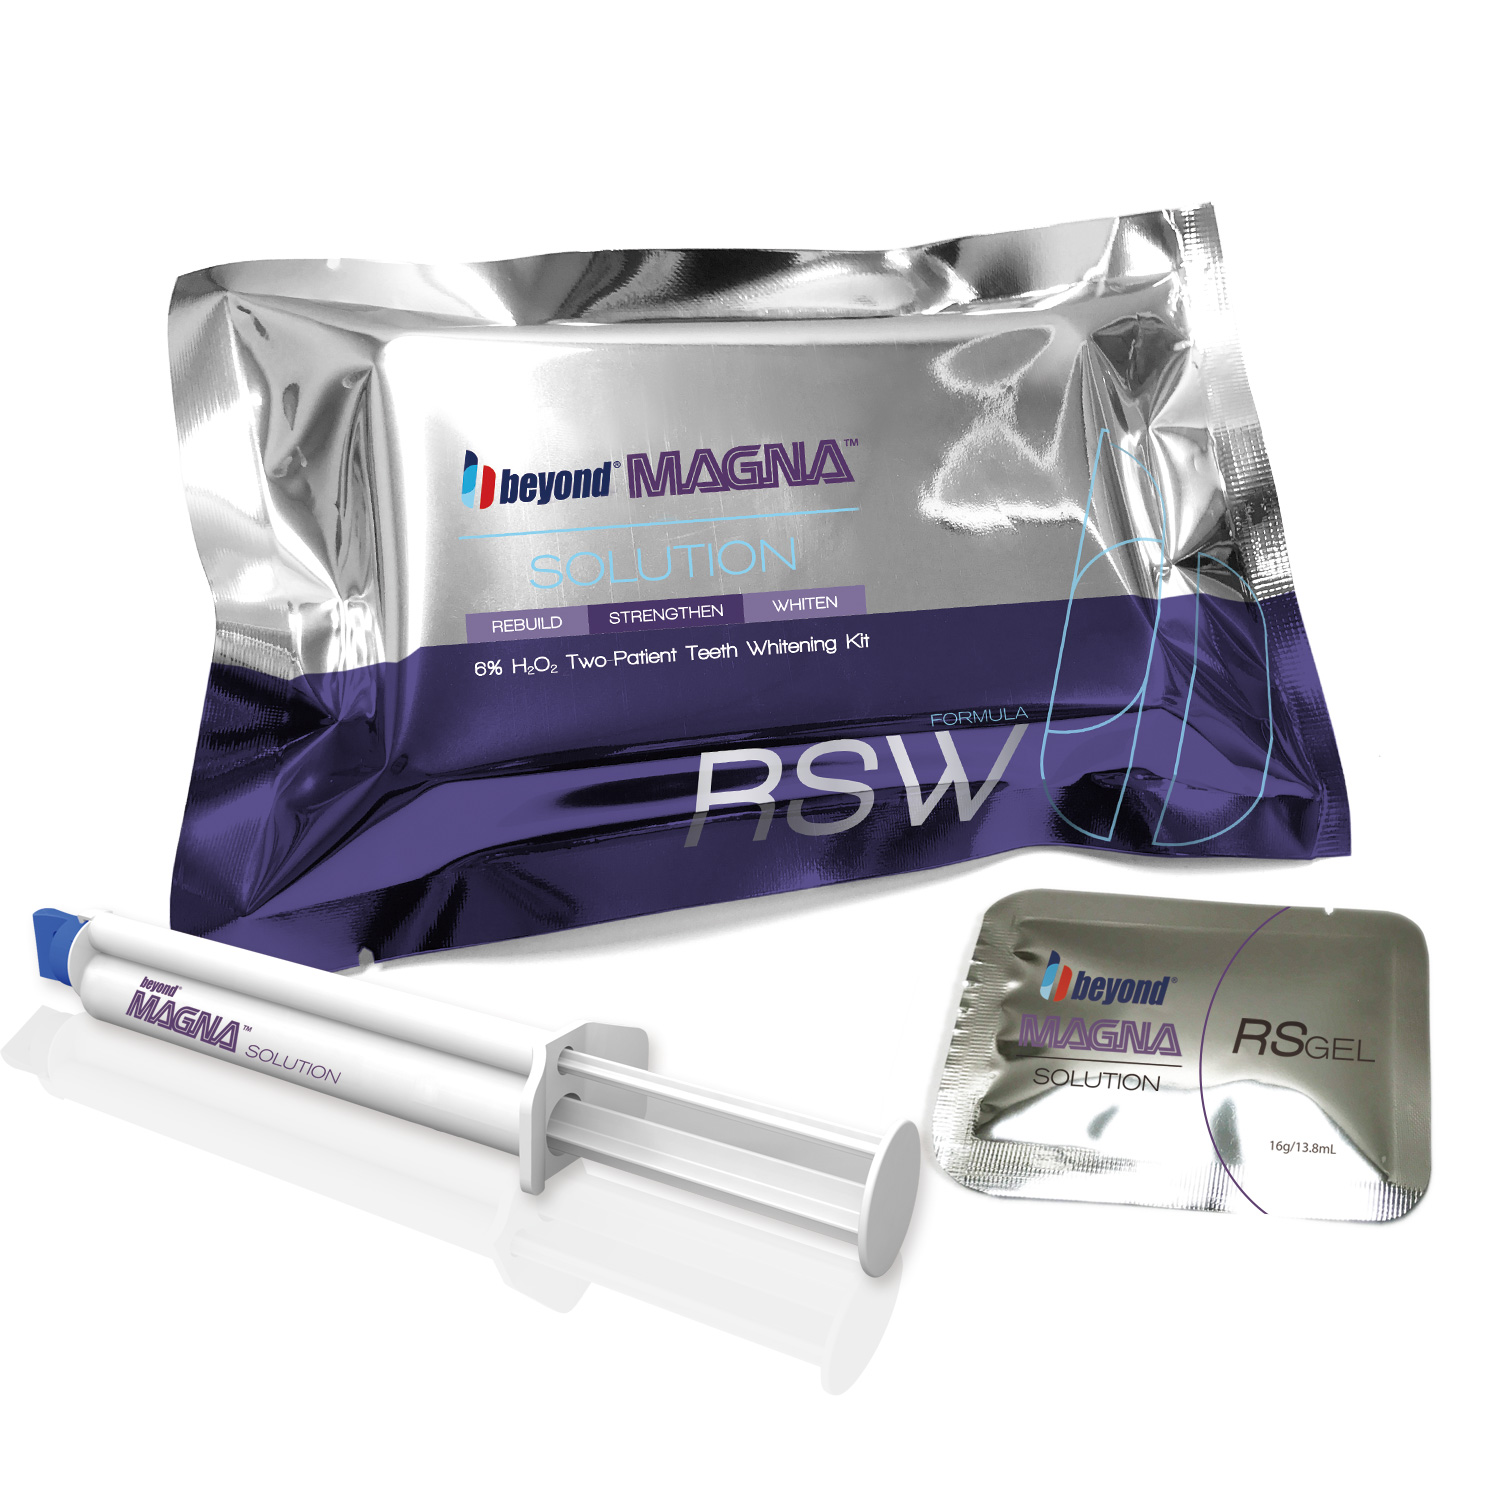 beyond® MAGNA™
SOLUTION
REBUILD STRENGTHEN WHITEN
6% H₂O₂ Two-Patient Teeth Whitening Kit
FORMULA
RSW
beyond®
MAGNA™ SOLUTION
beyond®
MAGNA
SOLUTION
RSGEL
16g/13.8mL